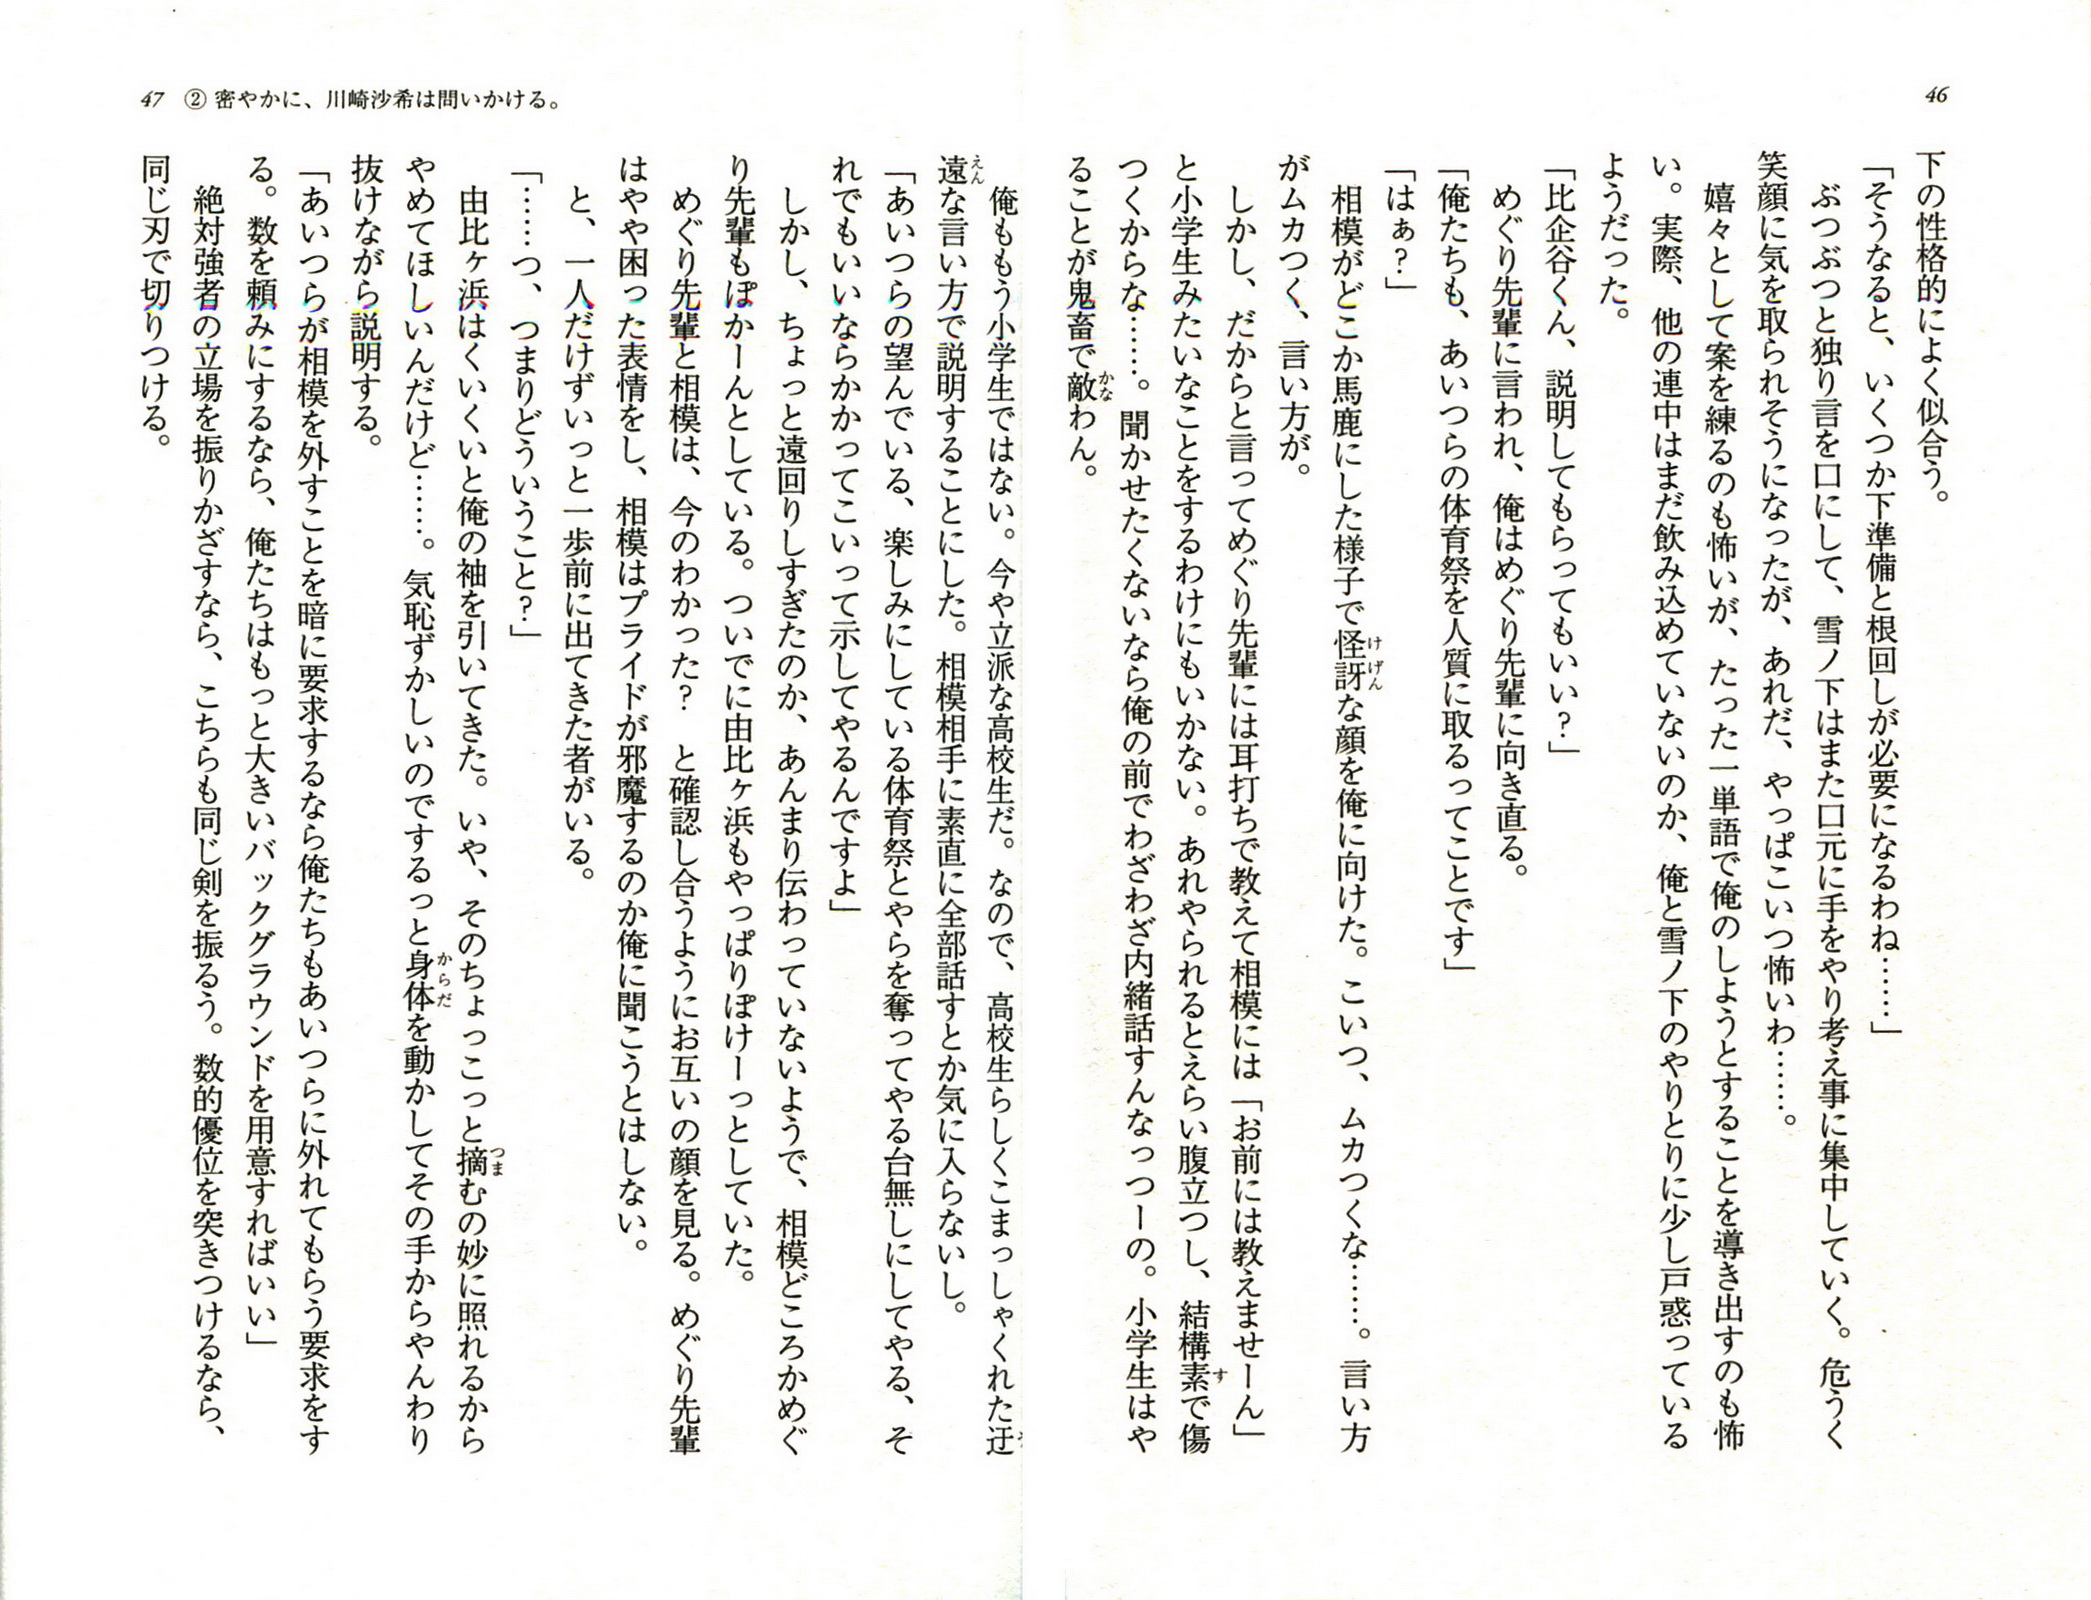 46
下の性格的によく似合う。
「そうなると、いくつか下準備と根回しが必要になるわね……」
ぶつぶつと独り言を口にして、雪ノ下はまた口元に手をやり考え事に集中していく。危うく
笑顔に気を取られそうになったが、あれだ、やっぱこいつ怖いわ……。
嬉々として案を練るのも怖いが、たった一単語で俺のしようとすることを導き出すのも怖
い。実際、他の連中はまだ飲み込めていないのか、俺と雪ノ下のやりとりに少し戸惑っている
ようだった。
「比企谷くん、説明してもらってもいい？」
めぐり先輩に言われ、俺はめぐり先輩に向き直る。
「俺たちも、あいつらの体育祭を人質に取るってことです」
「はぁ？」
相模がどこか馬鹿にした様子で怪訝な顔を俺に向けた。こいつ、ムカつくな……。言い方
がムカつく、言い方が。
しかし、だからと言ってめぐり先輩には耳打ちで教えて相模には「お前には教えませーん」
と小学生みたいなことをするわけにもいかない。あれやられるとえらい腹立つし、結構素で傷
つくからな……。聞かせたくないなら俺の前でわざわざ内緒話すんなっつーの。小学生はや
ることが鬼畜で敵わん。
47 ② 密やかに、川崎沙希は問いかける。
俺ももう小学生ではない。今や立派な高校生だ。なので、高校生らしくこまっしゃくれた迂
遠な言い方で説明することにした。相模相手に素直に全部話すとか気に入らないし。
「あいつらの望んでいる、楽しみにしている体育祭とやらを奪ってやる台無しにしてやる、そ
れでもいいならかかってこいって示してやるんですよ」
しかし、ちょっと遠回りしすぎたのか、あんまり伝わっていないようで、相模どころかめぐ
り先輩もぽかーんとしている。ついでに由比ヶ浜もやっぱりぽけーっとしていた。
めぐり先輩と相模は、今のわかった？　と確認し合うようにお互いの顔を見る。めぐり先輩
はやや困った表情をし、相模はプライドが邪魔するのか俺に聞こうとはしない。
と、一人だけずいっと一歩前に出てきた者がいる。
「……つ、つまりどういうこと？」
由比ヶ浜はくいくいと俺の袖を引いてきた。いや、そのちょっこっと摘むの妙に照れるから
やめてほしいんだけど……。気恥ずかしいのでするっと身体を動かしてその手からやんわり
抜けながら説明する。
「あいつらが相模を外すことを暗に要求するなら俺たちもあいつらに外れてもらう要求をす
る。数を頼みにするなら、俺たちはもっと大きいバックグラウンドを用意すればいい」
絶対強者の立場を振りかざすなら、こちらも同じ剣を振るう。数的優位を突きつけるなら、
同じ刃で切りつける。